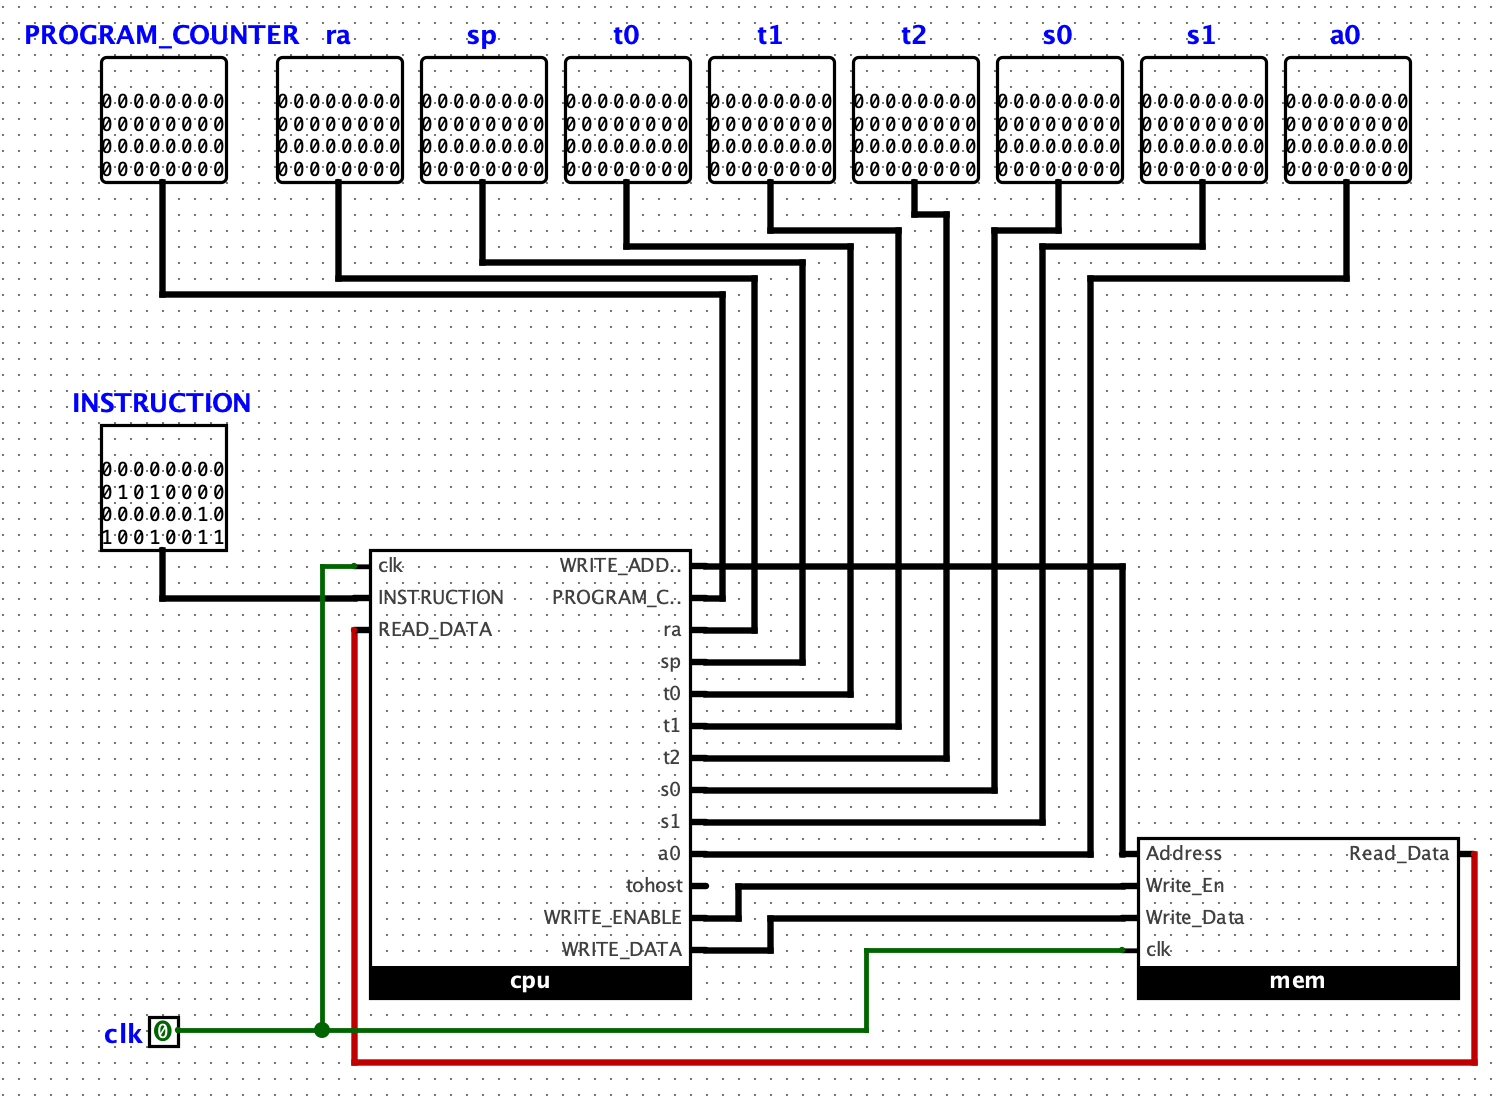 PROGRAM_COUNTER ra sp t0 t1 t2 s0 s1 a0
00000000 00000000 00000000 00000000 00000000 00000000 00000000 00000000 00000000
00000000 00000000 00000000 00000000 00000000 00000000 00000000 00000000 00000000
00000000 00000000 00000000 00000000 00000000 00000000 00000000 00000000 00000000
00000000 00000000 00000000 00000000 00000000 00000000 00000000 00000000 00000000
INSTRUCTION
00000000
01010000
00000010
10010011
clk WRITE_ADD..
INSTRUCTION PROGRAM_C..
READ_DATA ra
sp
t0
t1
t2
s0
s1
a0
tohost
WRITE_ENABLE
WRITE_DATA
cpu
Address Read_Data
Write_En
Write_Data
clk
mem
clk 0